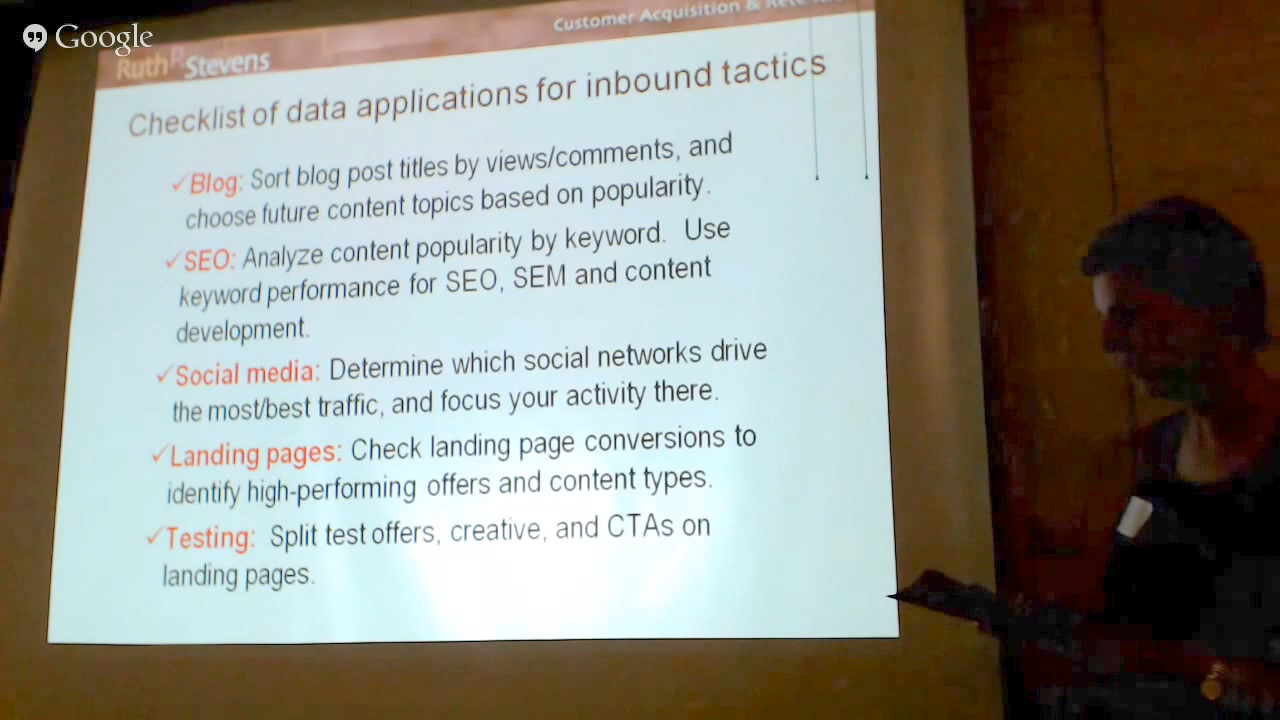 Google
Customer Acquisition &
Ruth P. Stevens
Checklist of data applications for inbound tactics
✓Blog: Sort blog post titles by views/comments, and
choose future content topics based on popularity.
✓SEO: Analyze content popularity by keyword. Use
keyword performance for SEO, SEM and content
development.
✓Social media: Determine which social networks drive
the most/best traffic, and focus your activity there.
✓Landing pages: Check landing page conversions to
identify high-performing offers and content types.
✓Testing: Split test offers, creative, and CTAs on
landing pages.